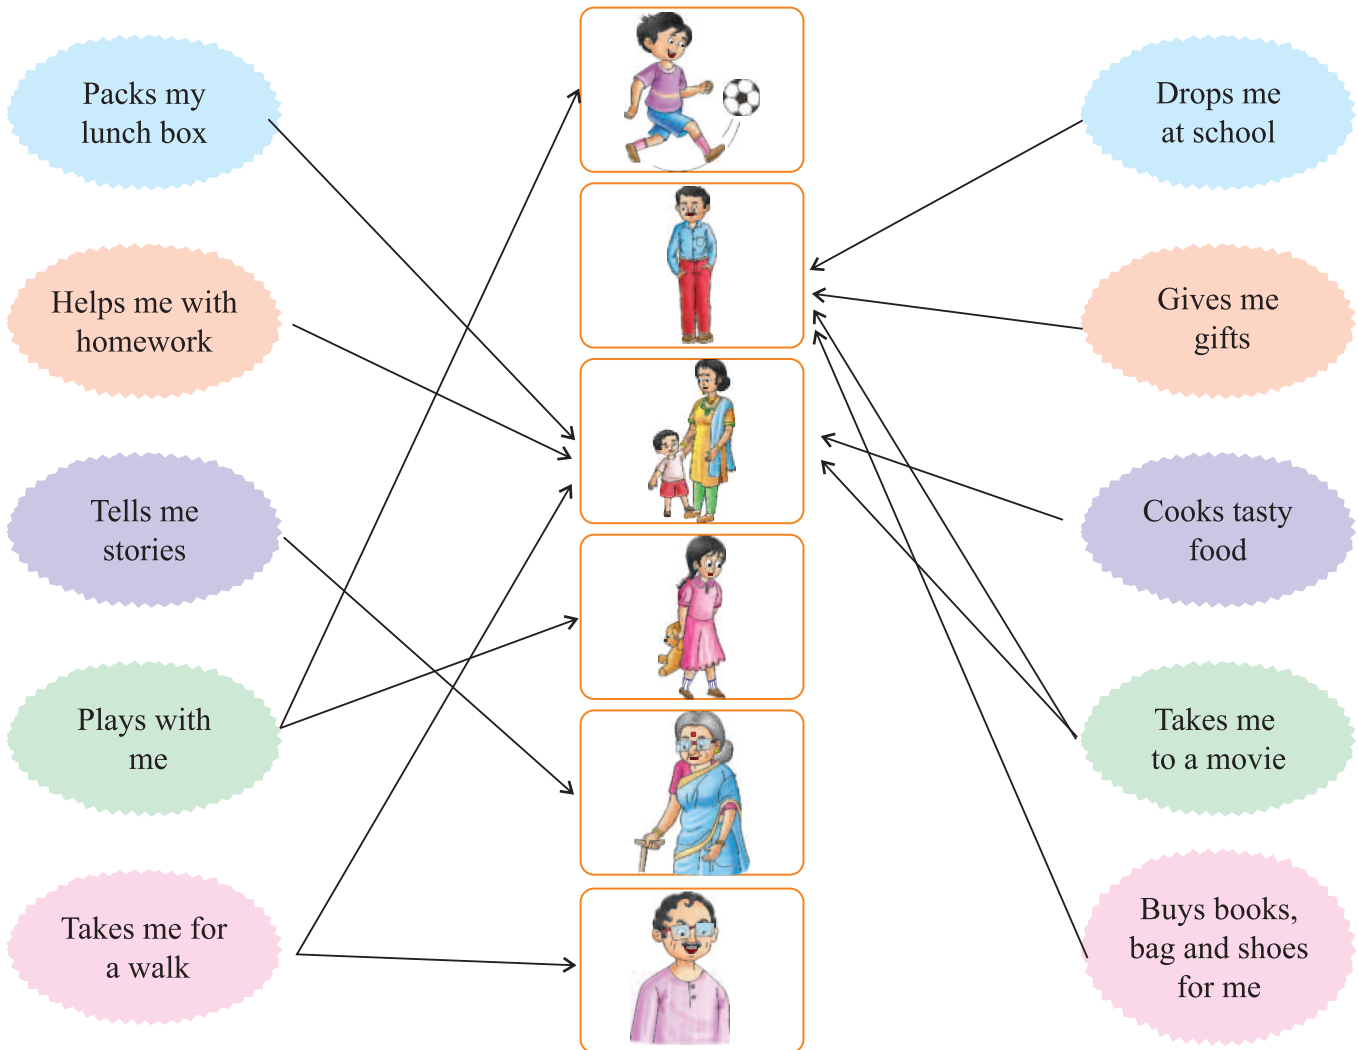 Packs my
lunch box
Helps me with
homework
Tells me
stories
Plays with
me
Takes me for
a walk
Drops me
at school
Gives me
gifts
Cooks tasty
food
Takes me
to a movie
Buys books,
bag and shoes
for me